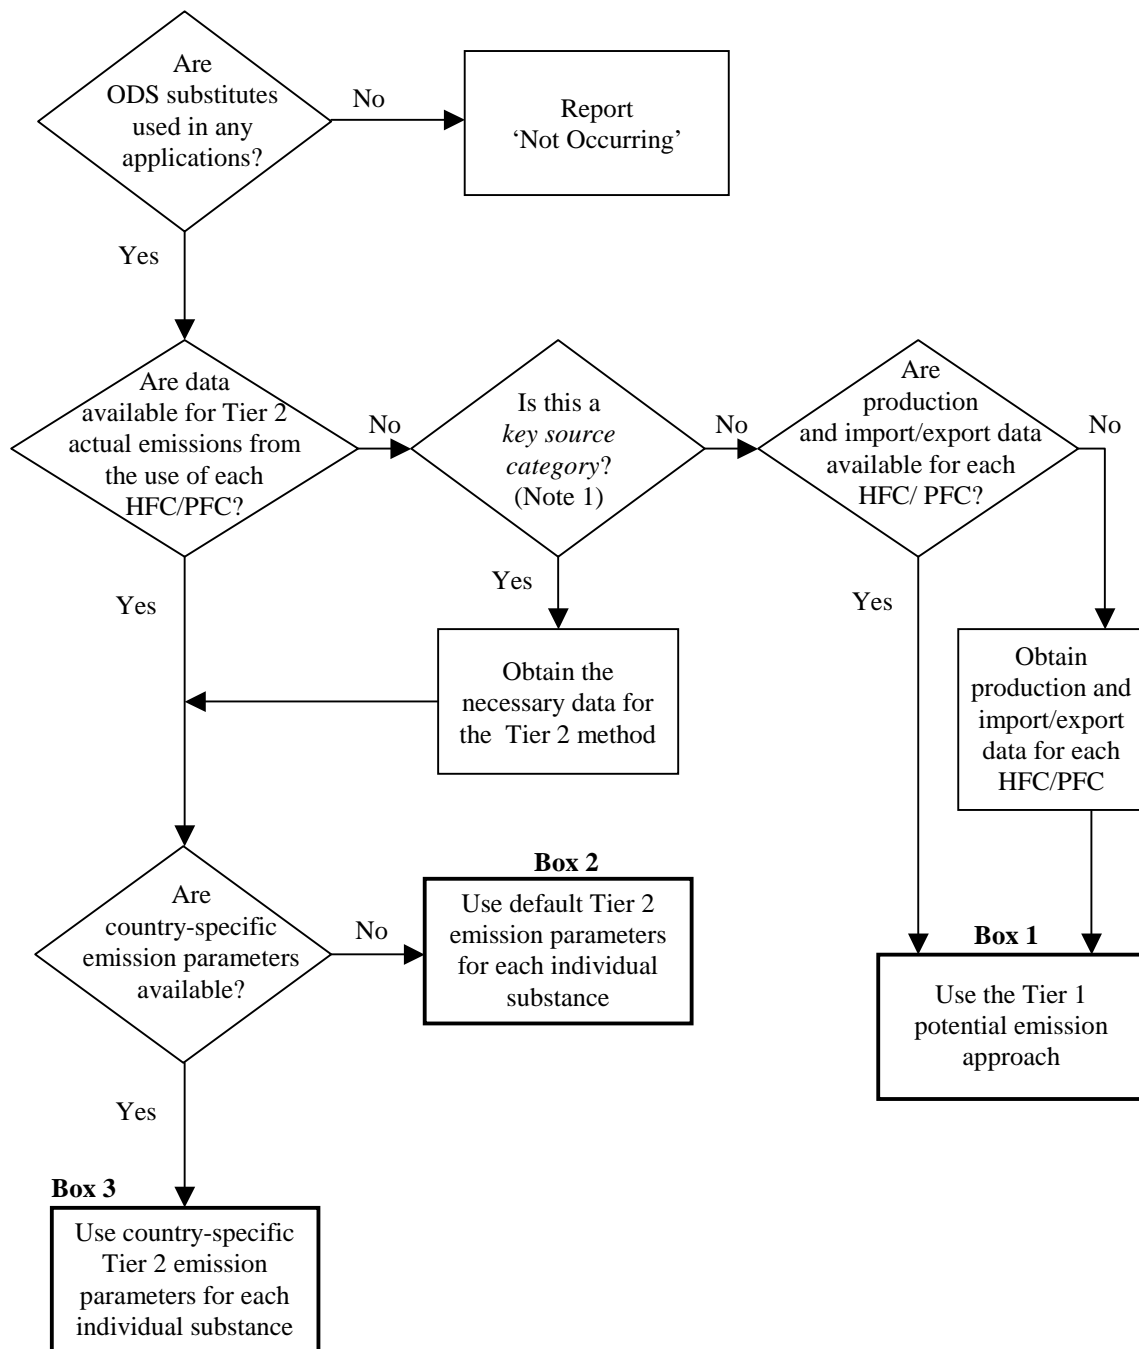 Are
ODS substitutes
used in any
applications?
No
Report
‘Not Occurring’
Yes
Are data
available for Tier 2
actual emissions from
the use of each
HFC/PFC?
No
Is this a
key source
category?
(Note 1)
No
Are
production
and import/export data
available for each
HFC/ PFC?
No
Yes
Yes
Yes
Obtain the
necessary data for
the Tier 2 method
Obtain
production and
import/export
data for each
HFC/PFC
Are
country-specific
emission parameters
available?
No
Box 2
Use default Tier 2
emission parameters
for each individual
substance
Box 1
Use the Tier 1
potential emission
approach
Yes
Box 3
Use country-specific
Tier 2 emission
parameters for each
individual substance